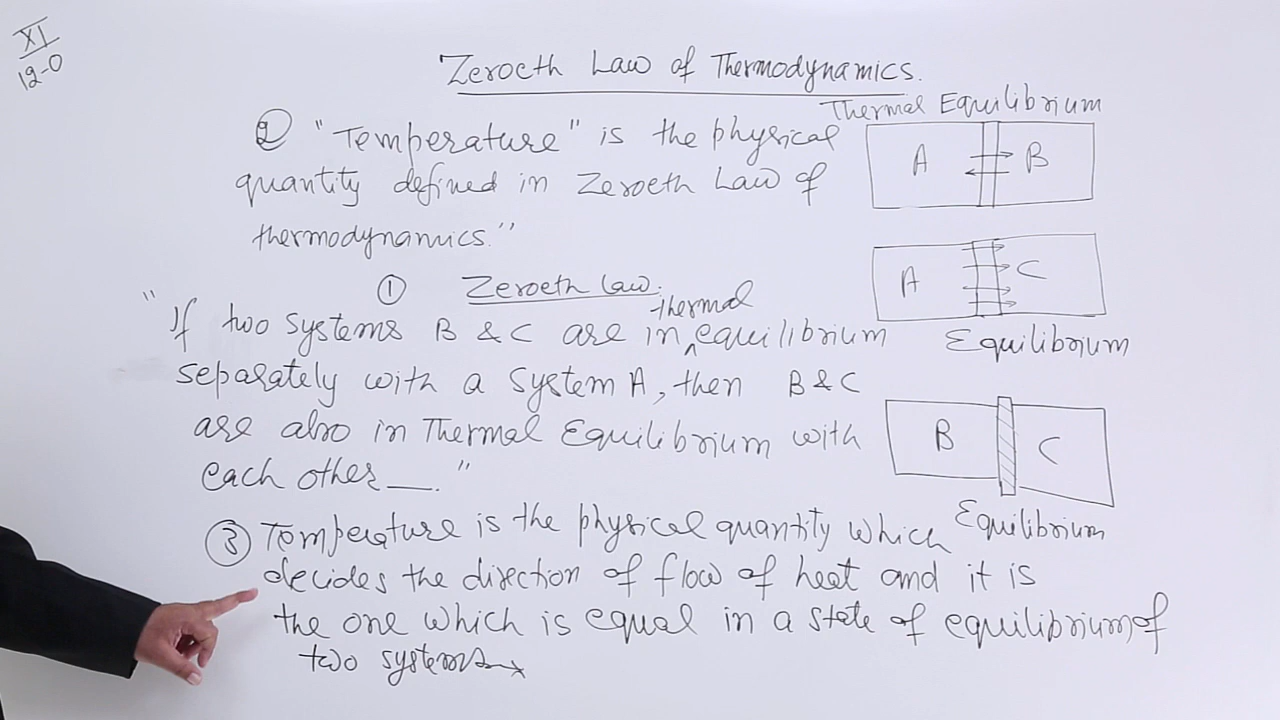 XI
12-0
Zeroeth Law of Thermodynamics.
② "Temperature" is the physical
quantity defined in Zeroeth Law of
thermodynamics."
① Zeroeth Law.
"If two systems B & C are in ^ thermal equilibrium
separately with a system A, then B & C
are also in Thermal Equilibrium with
each other __."
③ Temperature is the physical quantity which
decides the direction of flow of heat and it is
the one which is equal in a state of equilibrium of
two systems
Thermal Equilibrium
A B
A C
Equilibrium
B C
Equilibrium